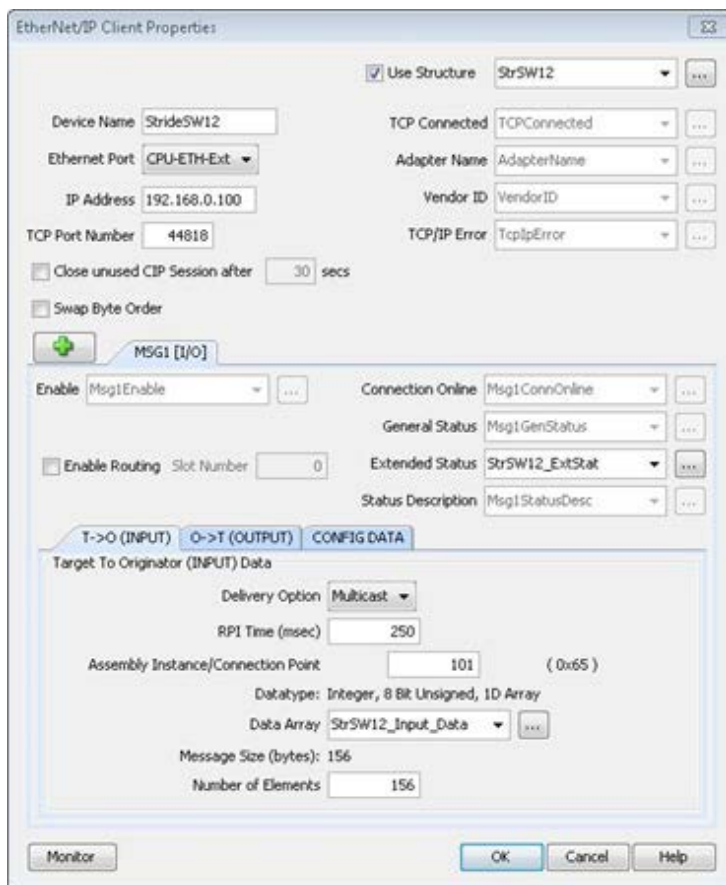 EtherNet/IP Client Properties
Use Structure StrSW12 ...
Device Name StrideSW12 TCP Connected TCPConnected ...
Ethernet Port CPU-ETH-Ext Adapter Name AdapterName ...
IP Address 192.168.0.100 Vendor ID VendorID ...
TCP Port Number 44818 TCP/IP Error TcpIpError ...
Close unused CIP Session after 30 secs
Swap Byte Order
MSG1 [I/O]
Enable Msg1Enable ... Connection Online Msg1ConnOnline ...
General Status Msg1GenStatus ...
Enable Routing Slot Number 0 Extended Status StrSW12_ExtStat ...
Status Description Msg1StatusDesc ...
T->O (INPUT) O->T (OUTPUT) CONFIG DATA
Target To Originator (INPUT) Data
Delivery Option Multicast
RPI Time (msec) 250
Assembly Instance/Connection Point 101 ( 0x65 )
Datatype: Integer, 8 Bit Unsigned, 1D Array
Data Array StrSW12_Input_Data ...
Message Size (bytes): 156
Number of Elements 156
Monitor OK Cancel Help